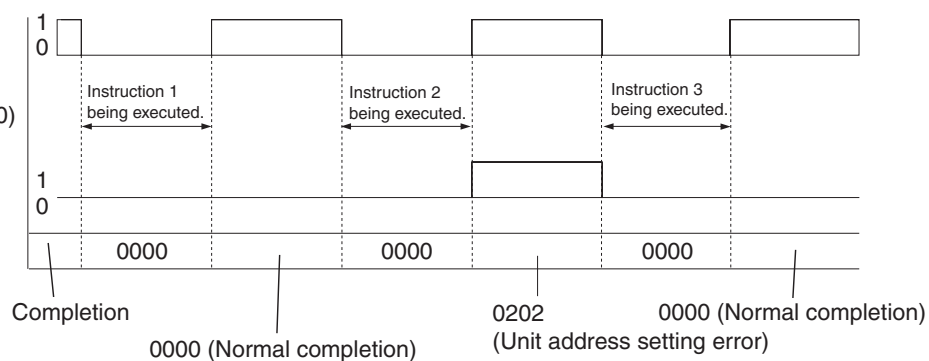 1
0
Instruction 1
being executed.
Instruction 2
being executed.
Instruction 3
being executed.
0)
1
0
0000
0000
0000
Completion
0000 (Normal completion)
0202
(Unit address setting error)
0000 (Normal completion)